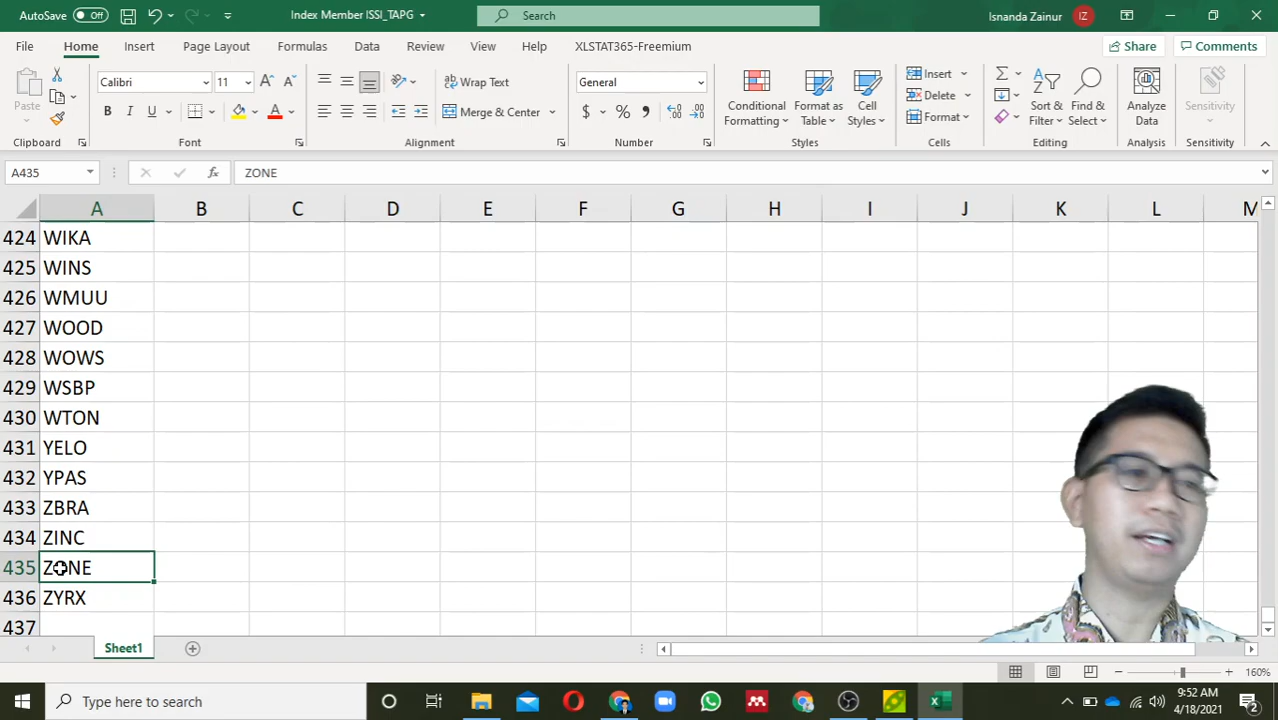 AutoSave Off Index Member ISSI_TAPG Search Isnanda Zainur IZ
File Home Insert Page Layout Formulas Data Review View Help XLSTAT365-Freemium Share Comments
Paste Calibri 11 Wrap Text General Conditional Formatting Format as Table Cell Styles Insert Sort & Filter Find & Select Analyze Data Sensitivity
B I U A Merge & Center $ % Delete
Format
Clipboard Font Alignment Number Styles Cells Editing Analysis Sensitivity
A435 fx ZONE
A B C D E F G H I J K L M
424 WIKA
425 WINS
426 WMUU
427 WOOD
428 WOWS
429 WSBP
430 WTON
431 YELO
432 YPAS
433 ZBRA
434 ZINC
435 ZONE
436 ZYRX
437
Sheet1
160%
Type here to search 9:52 AM
4/18/2021 2